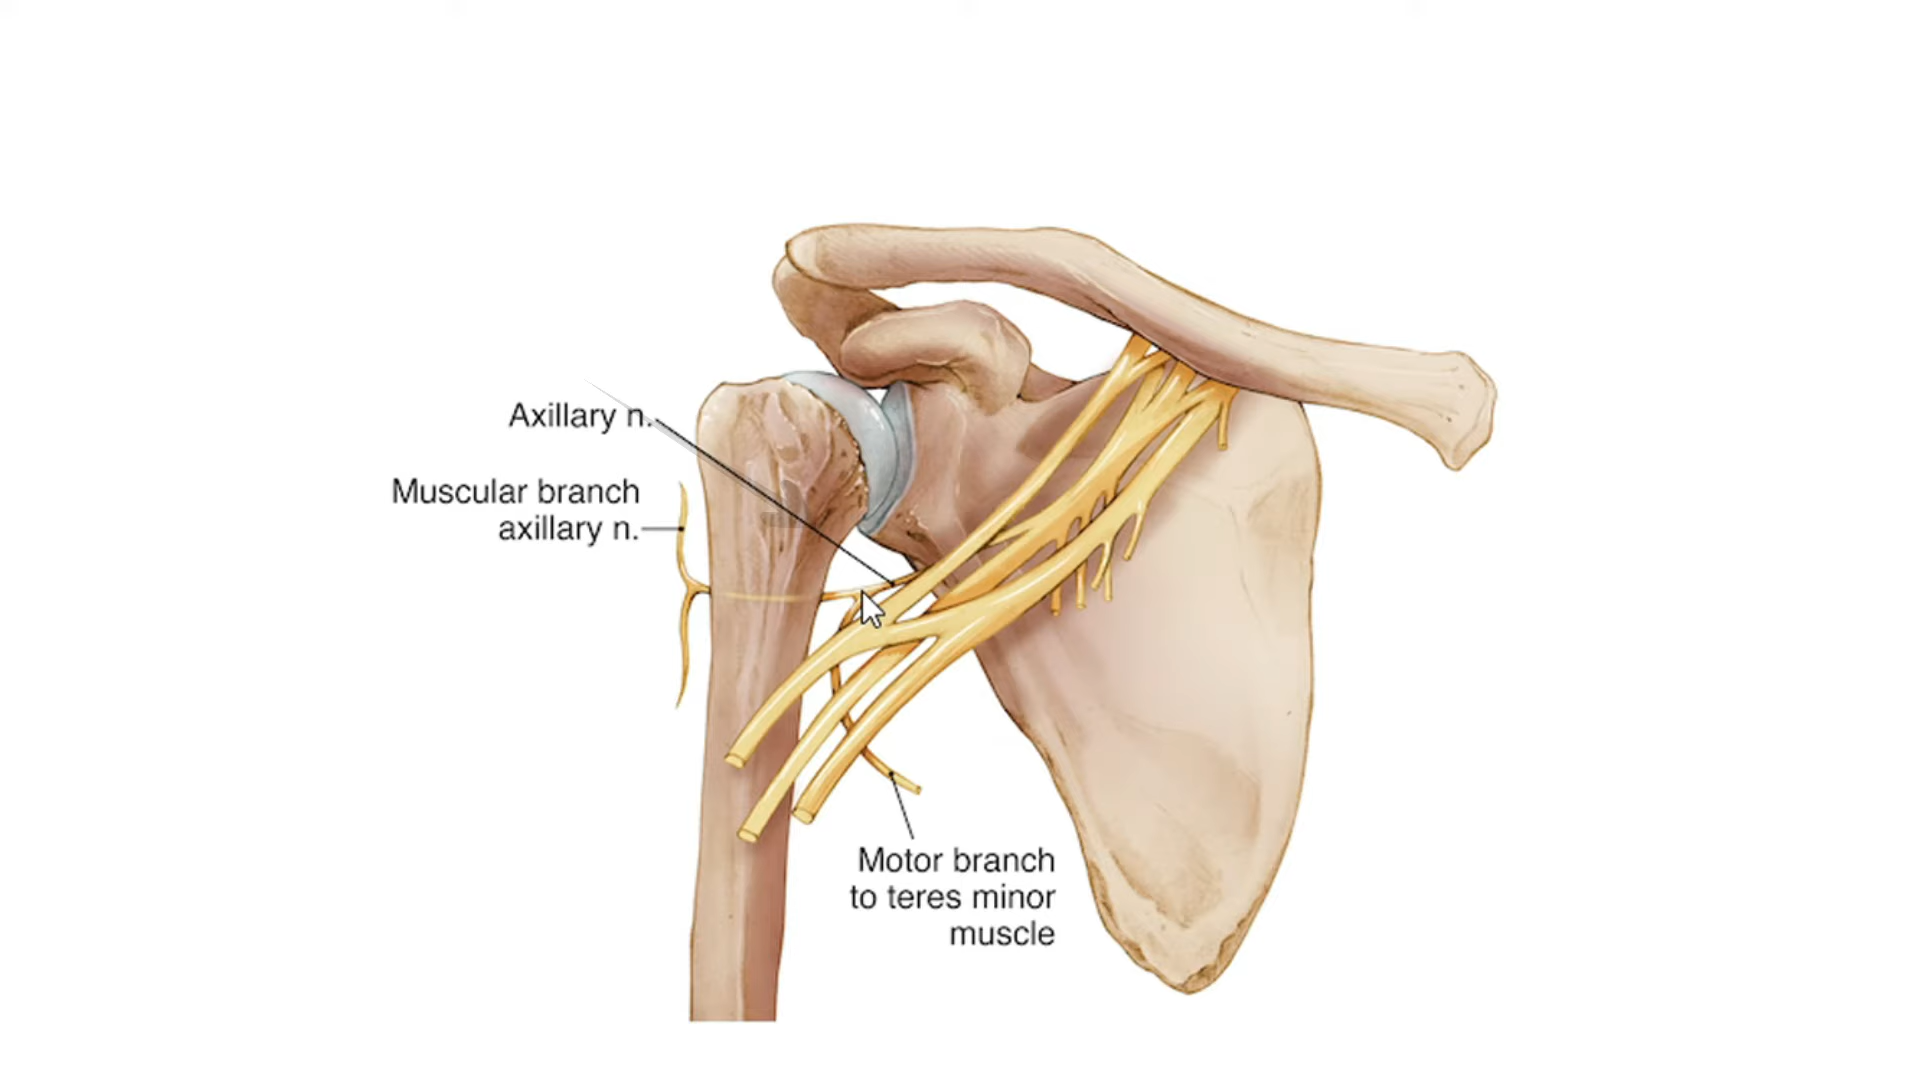 Axillary n.
Muscular branch
axillary n.
Motor branch
to teres minor
muscle